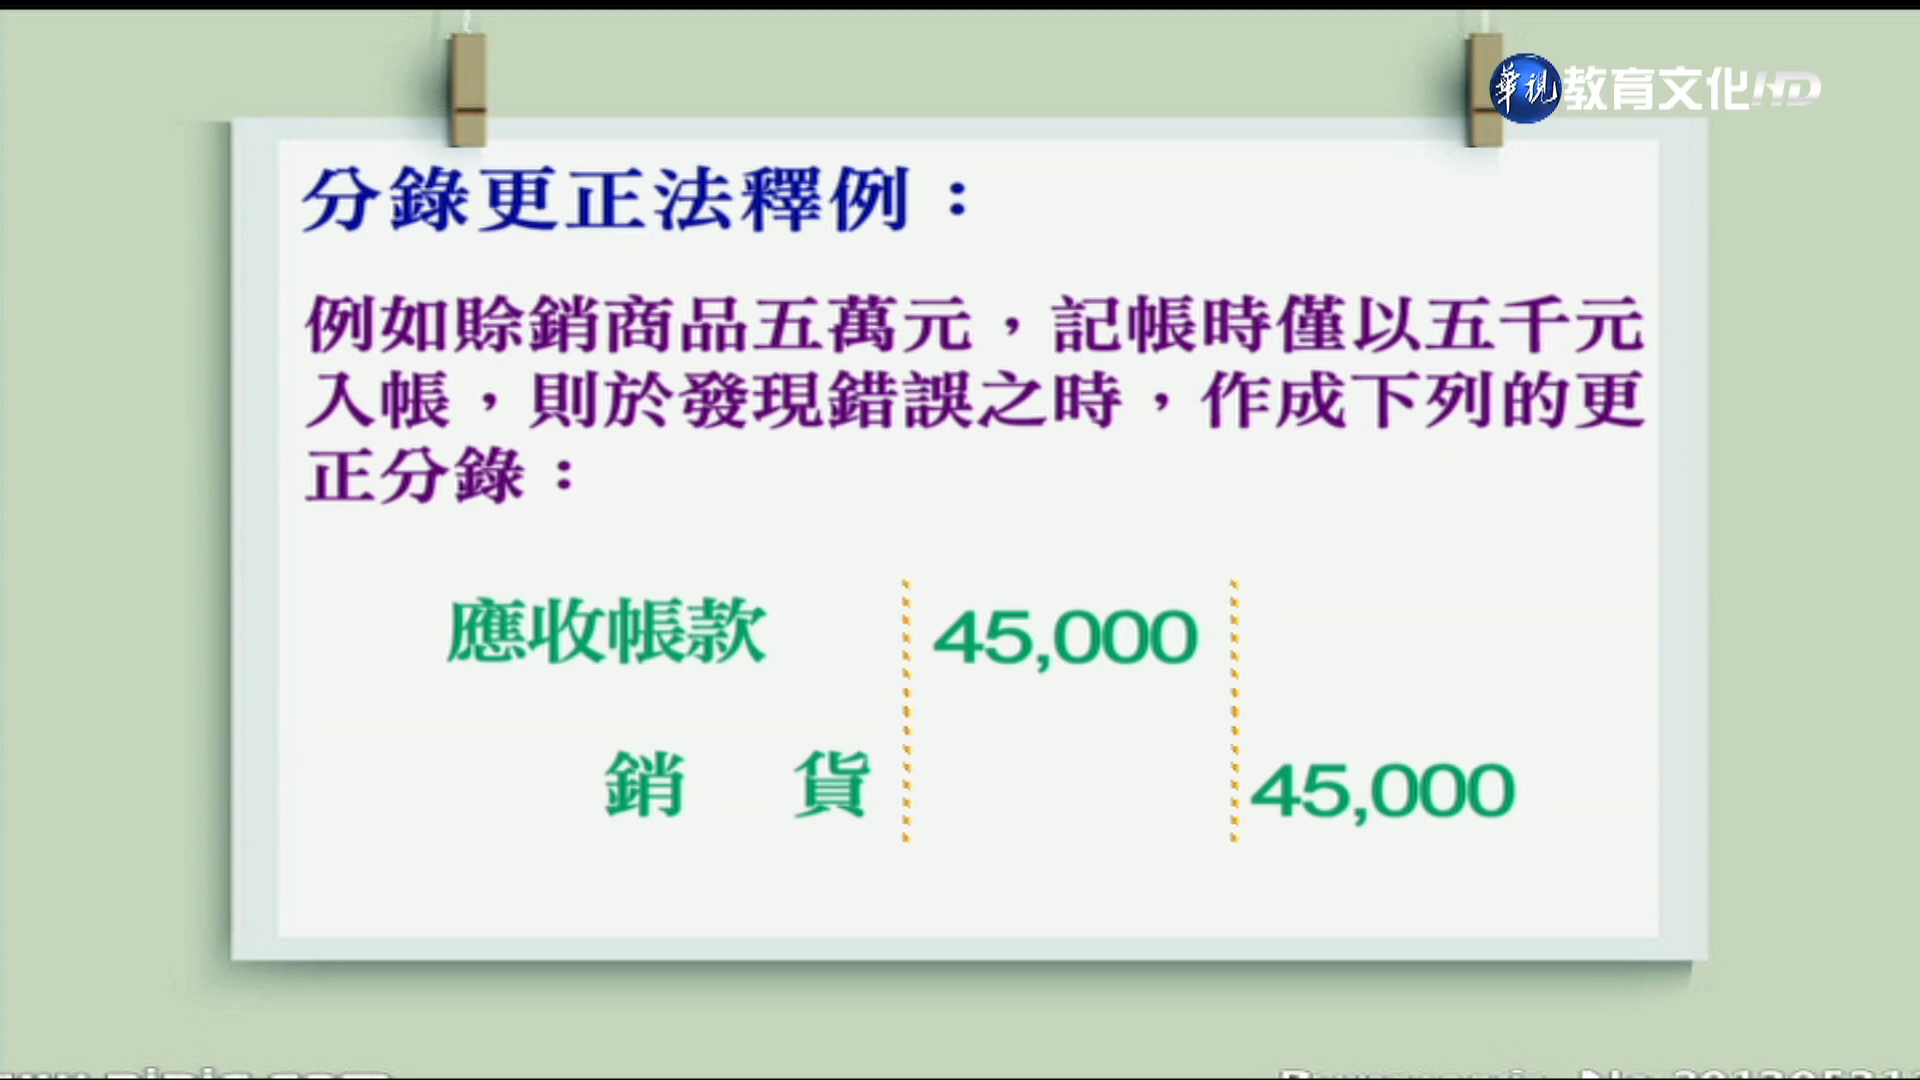 華視 教育文化HD
分錄更正法釋例：
例如賒銷商品五萬元，記帳時僅以五千元
入帳，則於發現錯誤之時，作成下列的更
正分錄：
應收帳款 45,000
銷 貨 45,000